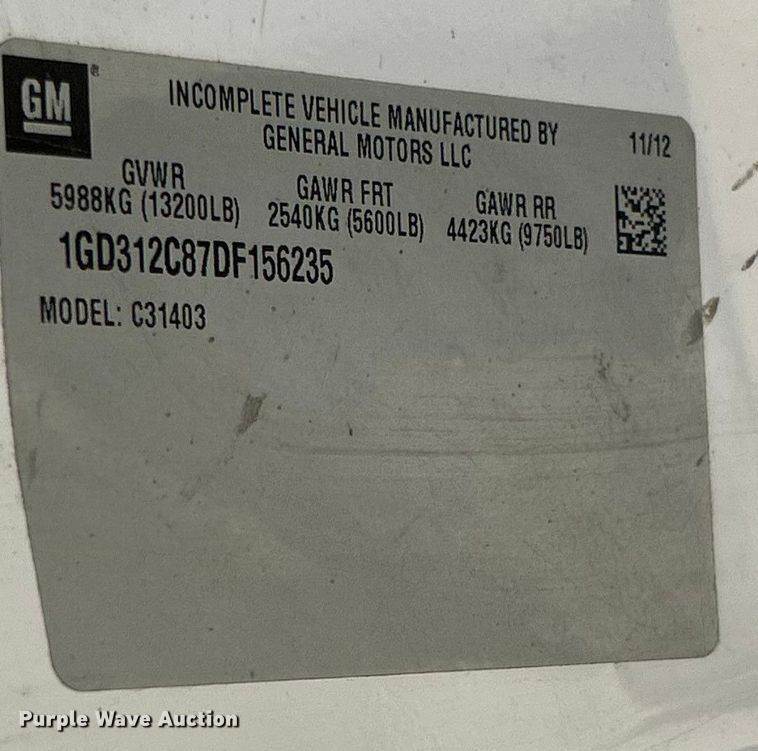 GM
INCOMPLETE VEHICLE MANUFACTURED BY
GENERAL MOTORS LLC
11/12
GVWR
5988KG (13200LB)
GAWR FRT
2540KG (5600LB)
GAWR RR
4423KG (9750LB)
1GD312C87DF156235
MODEL: C31403
Purple Wave Auction